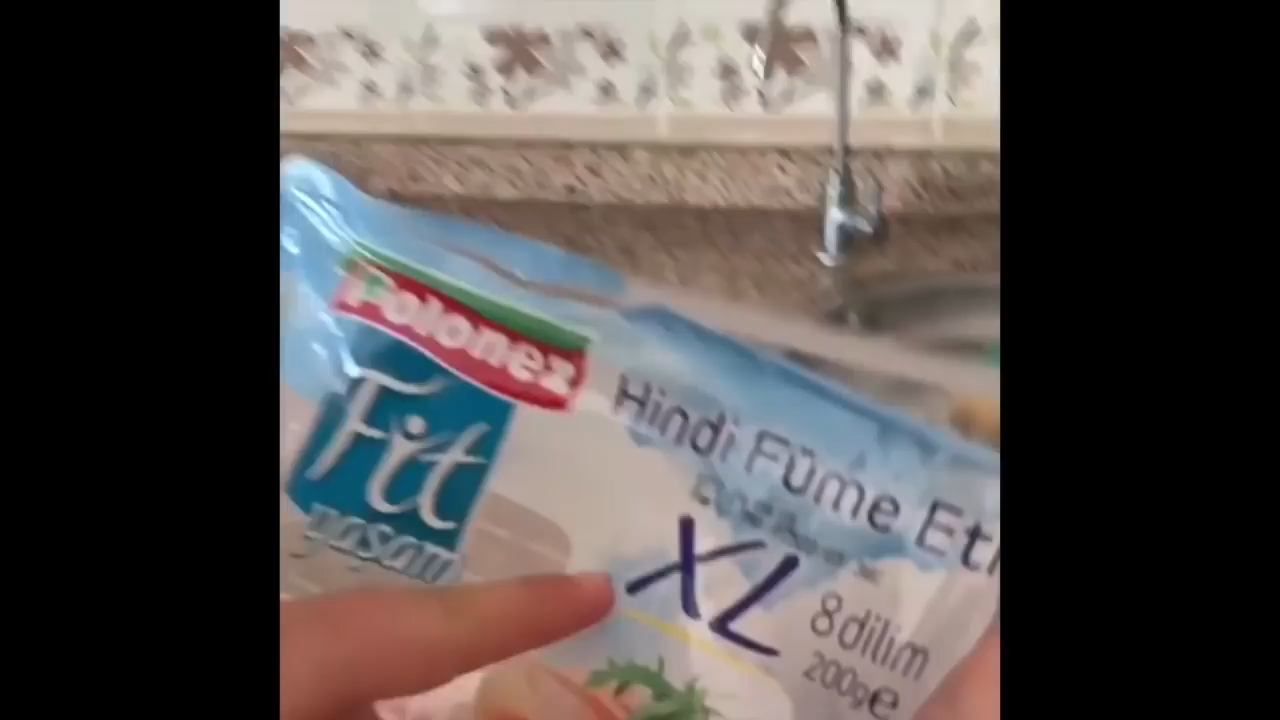 Polonez
Fit
yaşam
Hindi Füme Eti
XL
8 dilim
200g e